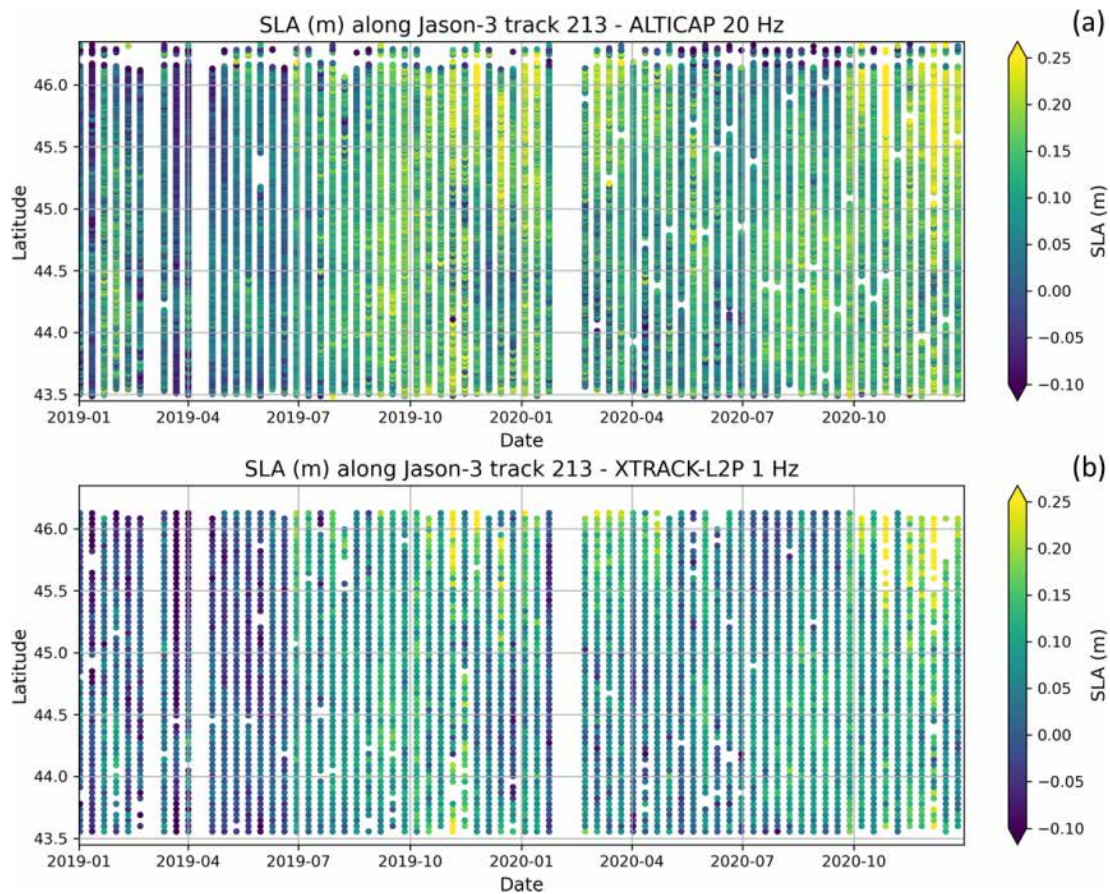 SLA (m) along Jason-3 track 213 - ALTICAP 20 Hz
(a)
46.0
45.5
45.0
44.5
44.0
43.5
Latitude
2019-01 2019-04 2019-07 2019-10 2020-01 2020-04 2020-07 2020-10
Date
0.25
0.20
0.15
0.10
0.05
0.00
−0.05
−0.10
SLA (m)
SLA (m) along Jason-3 track 213 - XTRACK-L2P 1 Hz
(b)
46.0
45.5
45.0
44.5
44.0
43.5
Latitude
2019-01 2019-04 2019-07 2019-10 2020-01 2020-04 2020-07 2020-10
Date
0.25
0.20
0.15
0.10
0.05
0.00
−0.05
−0.10
SLA (m)